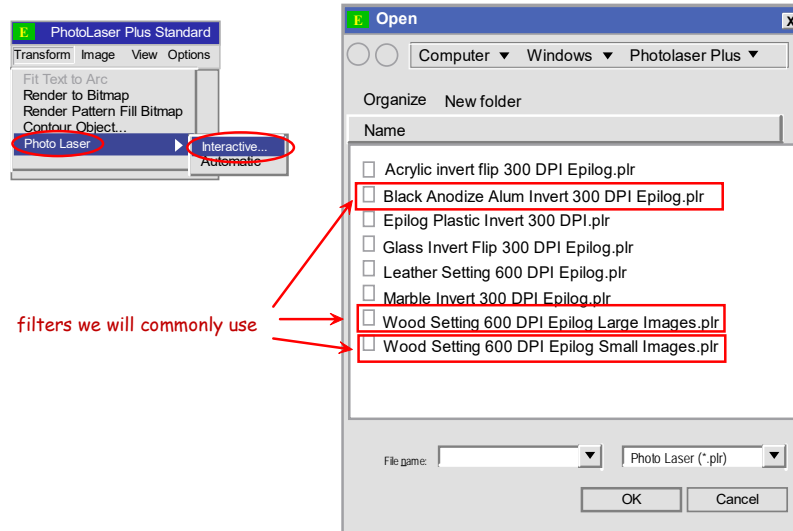 E PhotoLaser Plus Standard
Transform Image View Options
Fit Text to Arc
Render to Bitmap
Render Pattern Fill Bitmap
Contour Object...
Photo Laser
Interactive...
Automatic
filters we will commonly use
E Open
X
Computer ▼ Windows ▼ Photolaser Plus ▼
Organize New folder
Name
Acrylic invert flip 300 DPI Epilog.plr
Black Anodize Alum Invert 300 DPI Epilog.plr
Epilog Plastic Invert 300 DPI.plr
Glass Invert Flip 300 DPI Epilog.plr
Leather Setting 600 DPI Epilog.plr
Marble Invert 300 DPI Epilog.plr
Wood Setting 600 DPI Epilog Large Images.plr
Wood Setting 600 DPI Epilog Small Images.plr
File name: Photo Laser (*.plr)
OK Cancel